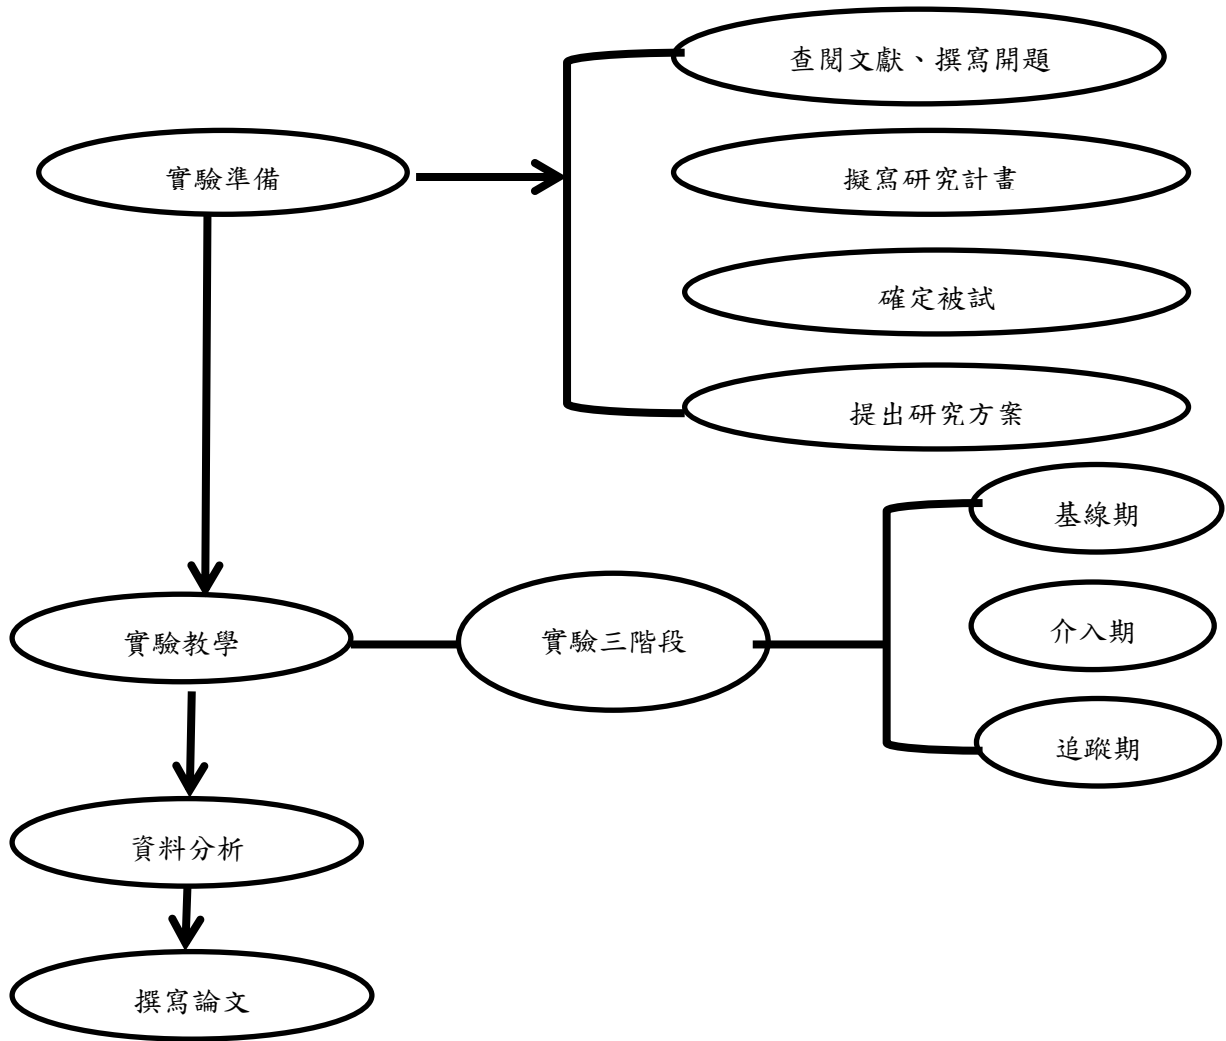 查閱文獻、撰寫開題
實驗準備
擬寫研究計書
確定被試
提出研究方案
基線期
實驗教學
實驗三階段
介入期
追蹤期
資料分析
撰寫論文